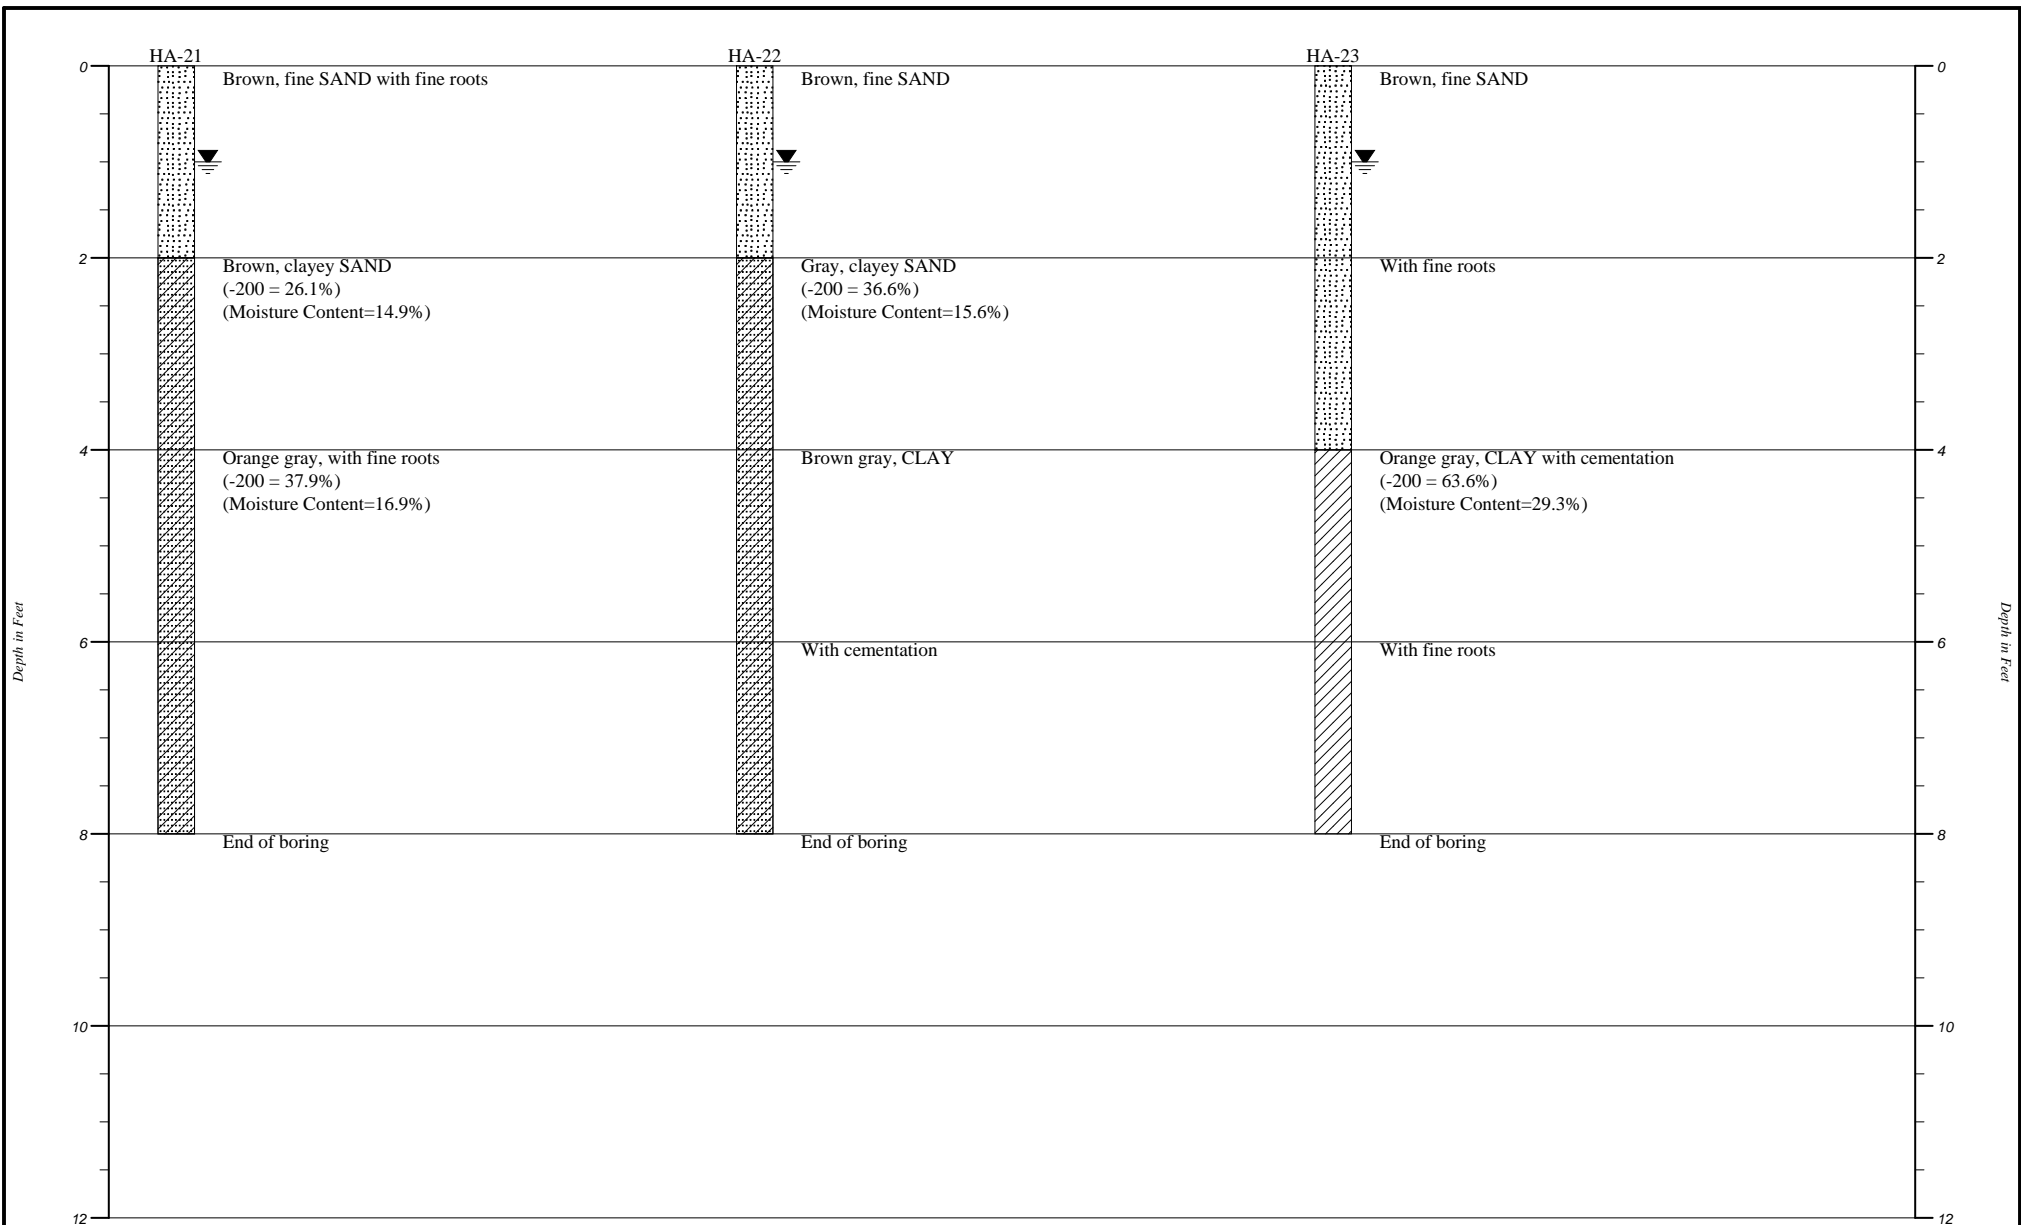 HA-21
HA-22
HA-23
0
Brown, fine SAND with fine roots
Brown, fine SAND
Brown, fine SAND
0
2
Brown, clayey SAND
(-200 = 26.1%)
(Moisture Content=14.9%)
Gray, clayey SAND
(-200 = 36.6%)
(Moisture Content=15.6%)
With fine roots
2
4
Orange gray, with fine roots
(-200 = 37.9%)
(Moisture Content=16.9%)
Brown gray, CLAY
Orange gray, CLAY with cementation
(-200 = 63.6%)
(Moisture Content=29.3%)
4
Depth in Feet
6
With cementation
With fine roots
6
Depth in Feet
8
End of boring
End of boring
End of boring
8
10
10
12
12